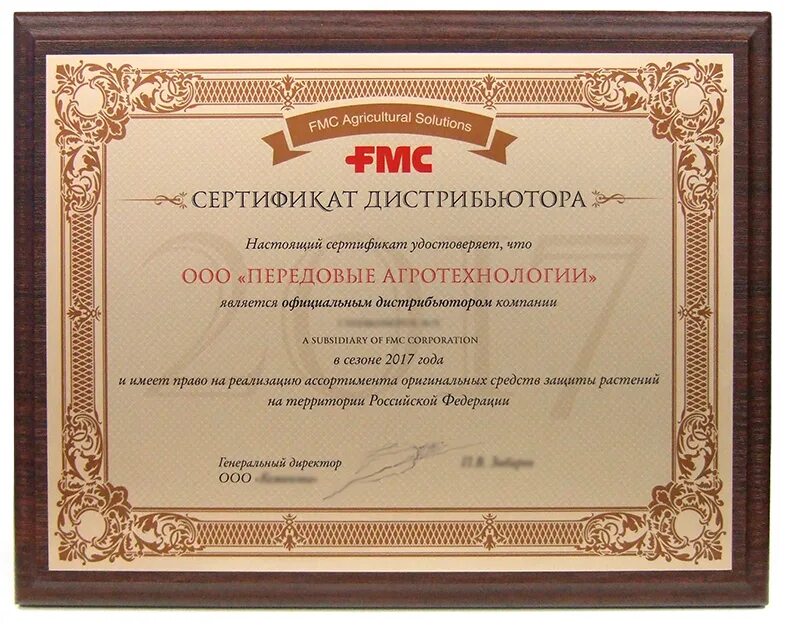 FMC Agricultural Solutions
FMC
СЕРТИФИКАТ ДИСТРИБЬЮТОРА
Настоящий сертификат удостоверяет, что
ООО «ПЕРЕДОВЫЕ АГРОТЕХНОЛОГИИ»
является официальным дистрибьютором компании
A SUBSIDIARY OF FMC CORPORATION
в сезоне 2017 года
и имеет право на реализацию ассортимента оригинальных средств защиты растений
на территории Российской Федерации
Генеральный директор
ООО
2017